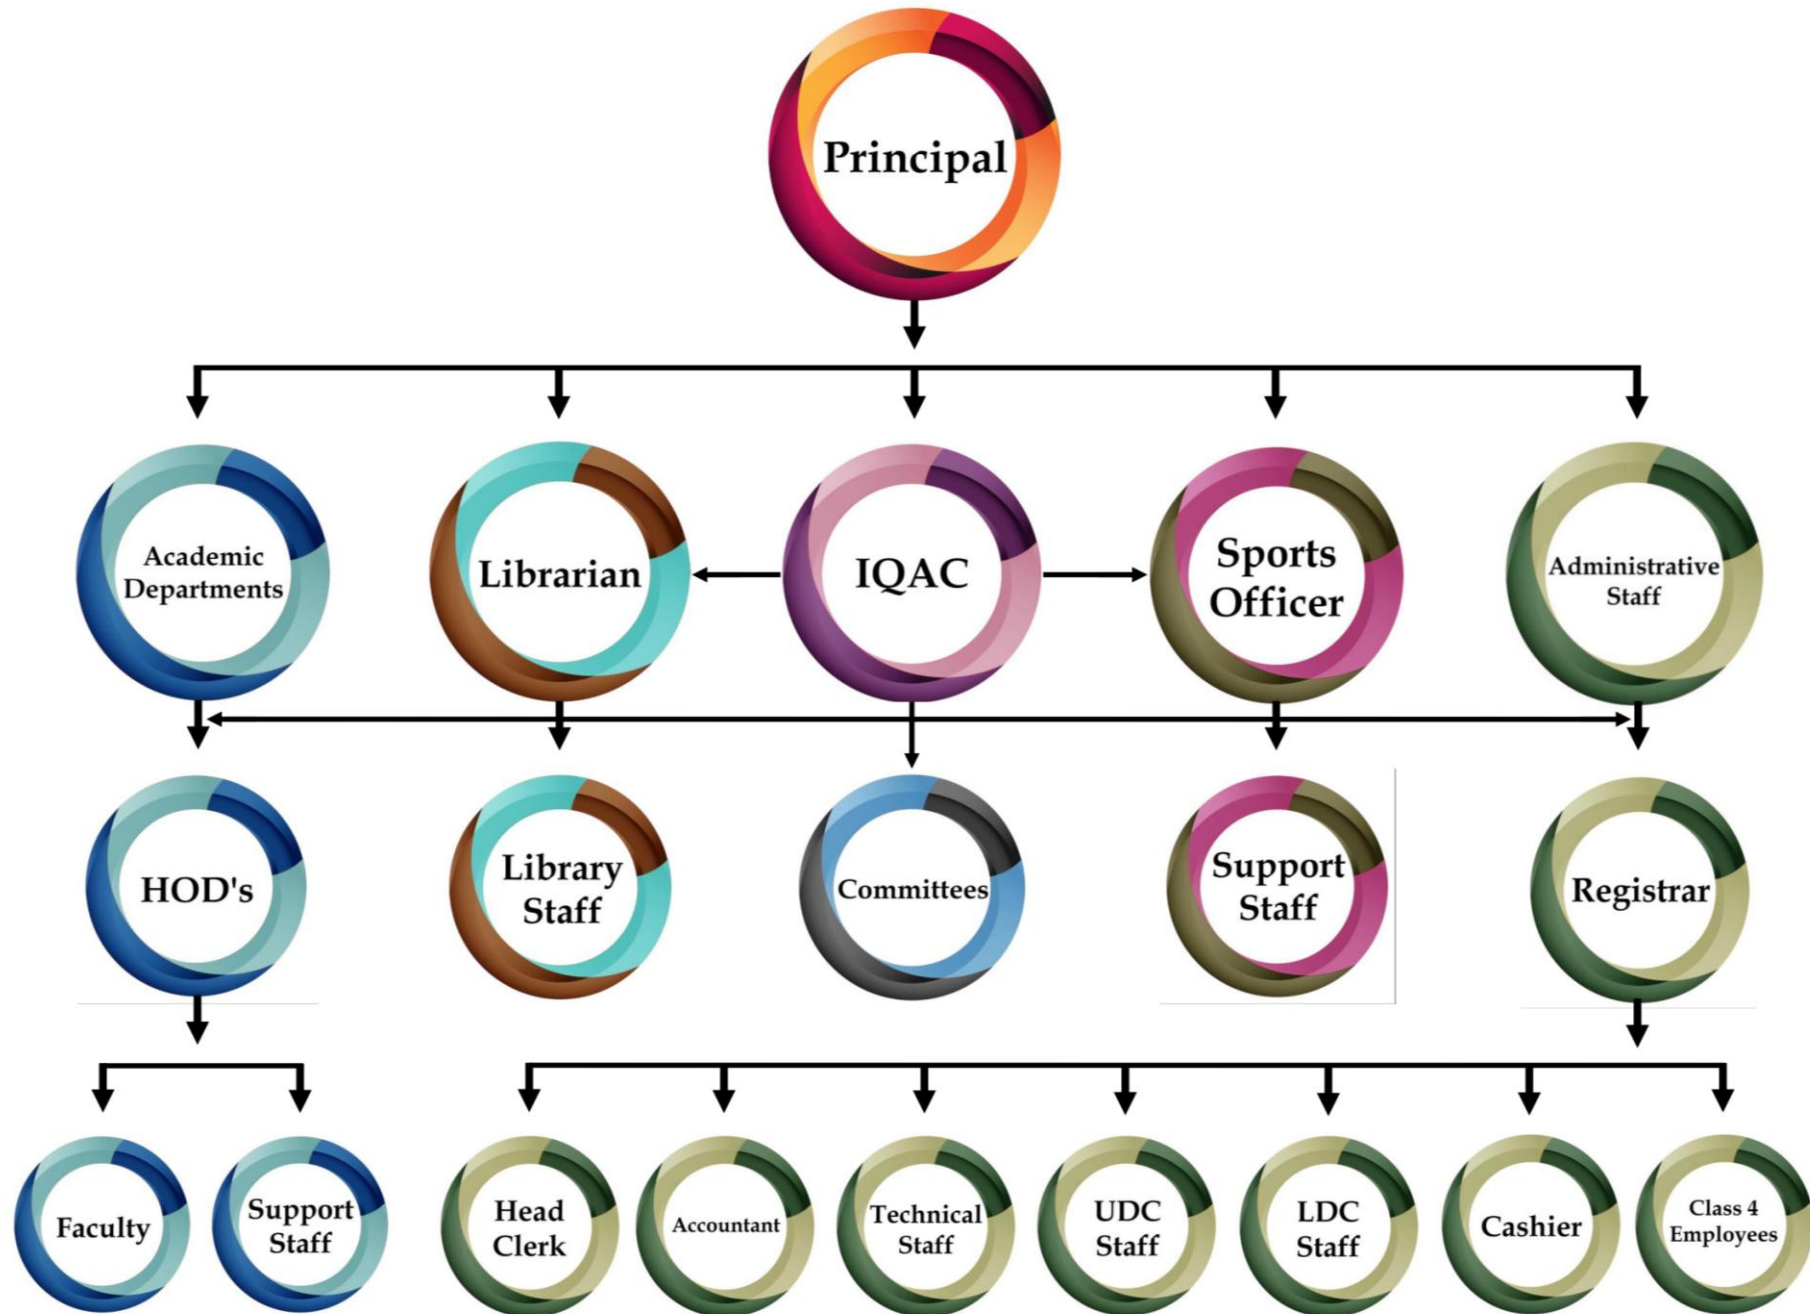 Principal
Academic
Departments
Librarian
IQAC
Sports
Officer
Administrative
Staff
HOD's
Library
Staff
Committees
Support
Staff
Registrar
Faculty
Support
Staff
Head
Clerk
Accountant
Technical
Staff
UDC
Staff
LDC
Staff
Cashier
Class 4
Employees